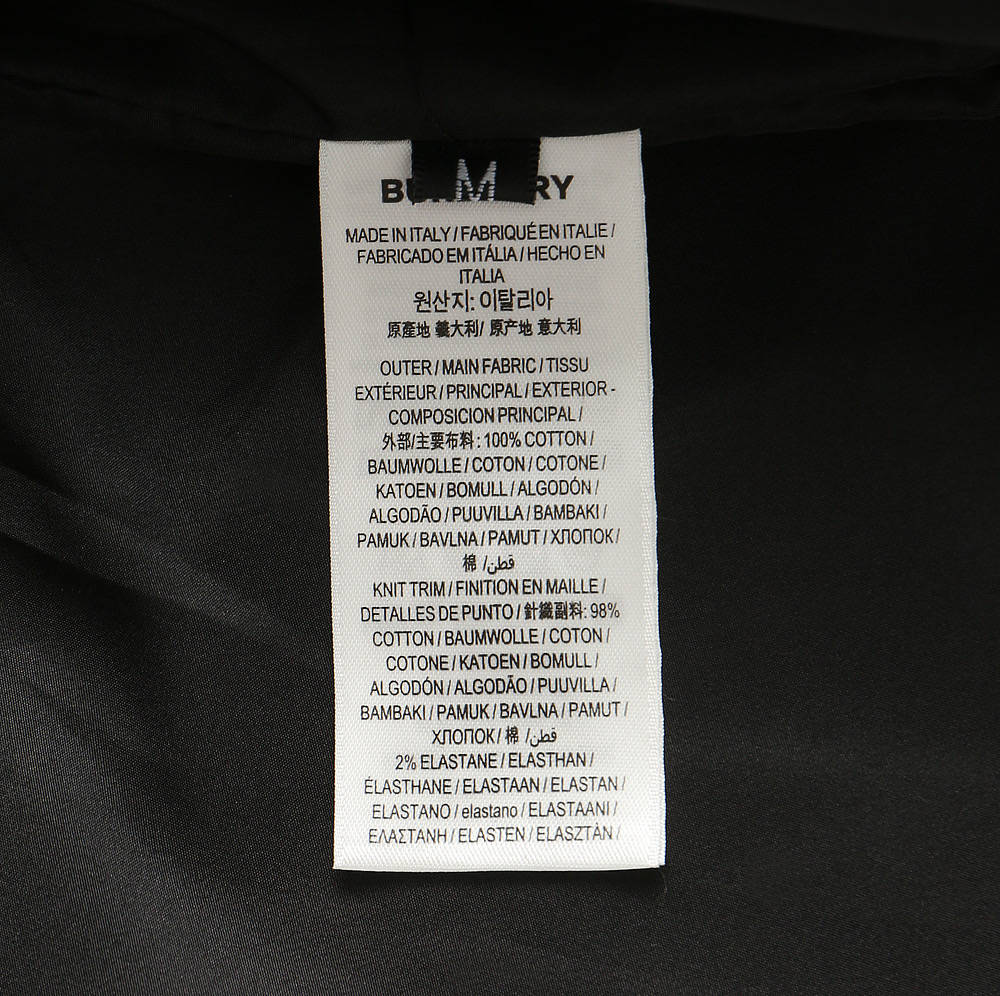 M
BU RY
MADE IN ITALY / FABRIQUÉ EN ITALIE /
FABRICADO EM ITÁLIA / HECHO EN
ITALIA
원산지: 이탈리아
原產地 義大利/ 原产地 意大利
OUTER / MAIN FABRIC / TISSU
EXTÉRIEUR / PRINCIPAL / EXTERIOR -
COMPOSICION PRINCIPAL /
外部/主要布料: 100% COTTON /
BAUMWOLLE / COTON / COTONE /
KATOEN / BOMULL / ALGODÓN /
ALGODÃO / PUUVILLA / BAMBAKI /
PAMUK / BAVLNA / PAMUT / ХЛОПОК /
棉 /قطن
KNIT TRIM / FINITION EN MAILLE /
DETALLES DE PUNTO / 針織副料: 98%
COTTON / BAUMWOLLE / COTON /
COTONE / KATOEN / BOMULL /
ALGODÓN / ALGODÃO / PUUVILLA /
BAMBAKI / PAMUK / BAVLNA / PAMUT /
ХЛОПОК / 棉 /قطن
2% ELASTANE / ELASTHAN /
ÉLASTHANE / ELASTAAN / ELASTAN /
ELASTANO / elastano / ELASTAANI /
ΕΛΑΣΤΑΝΗ / ELASTEN / ELASZTÀN /